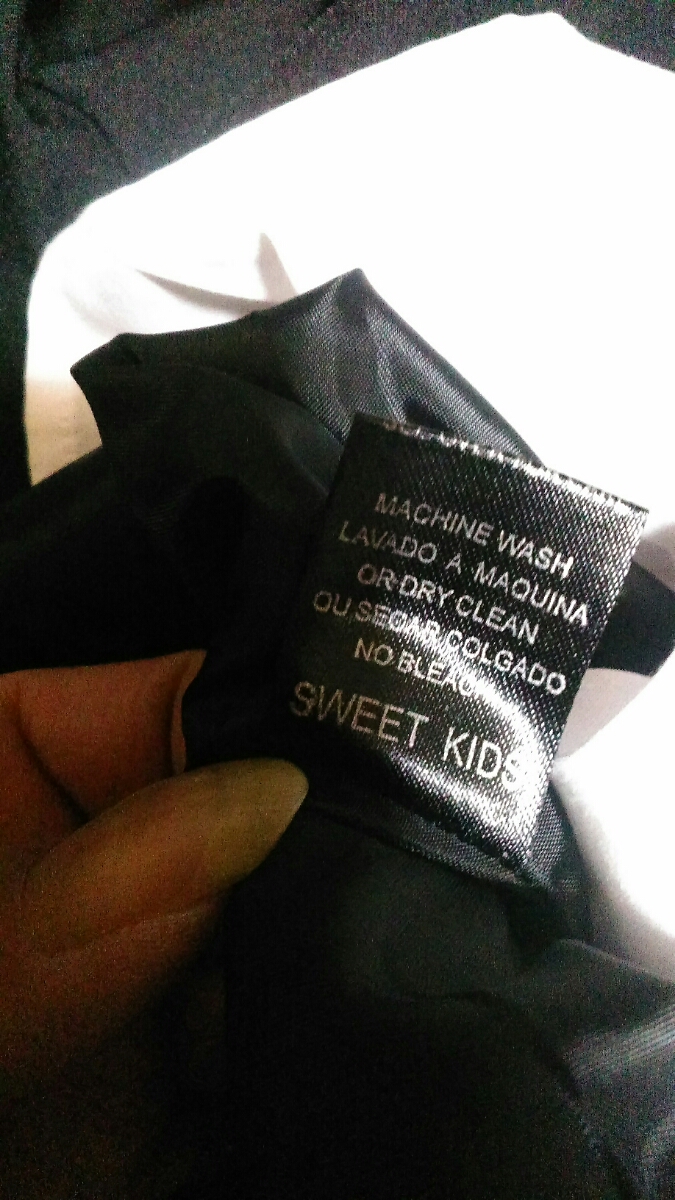 MACHINE WASH
LAVADO A MAQUINA
OR DRY CLEAN
OU SECAR COLGADO
NO BLEACH
SWEET KIDS